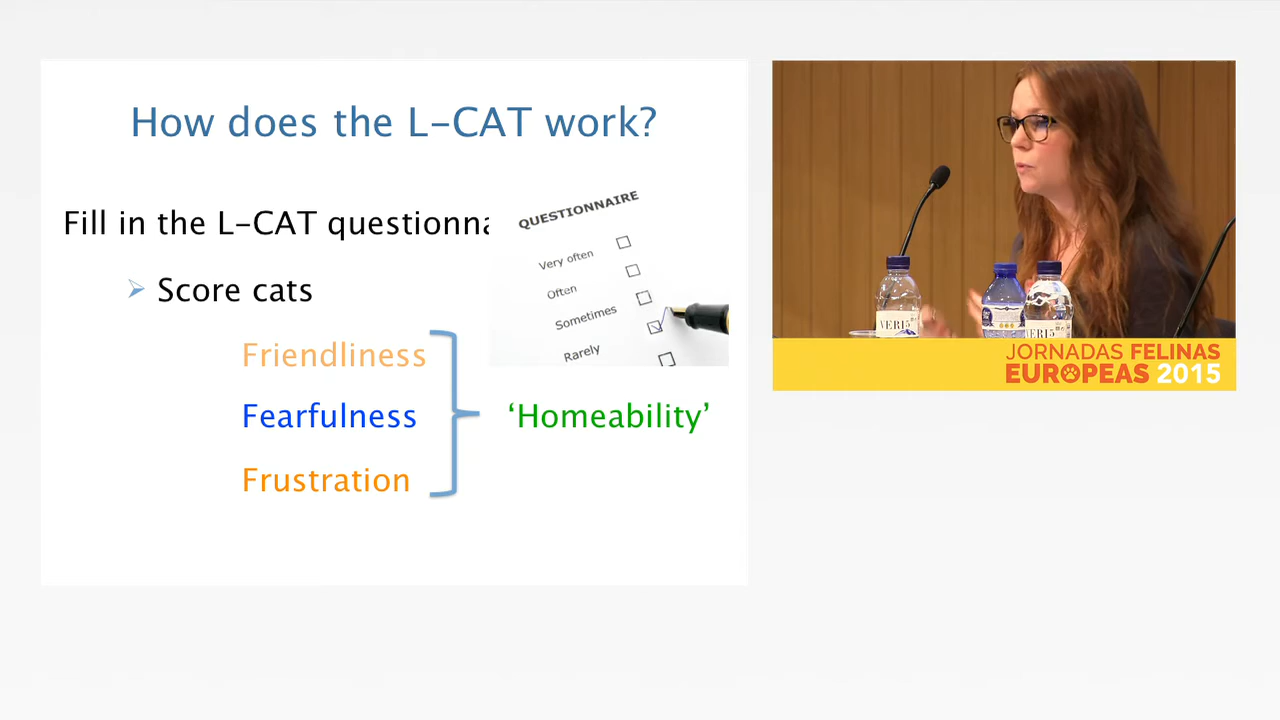 How does the L-CAT work?
Fill in the L-CAT questionna
Score cats
Friendliness
Fearfulness
Frustration
‘Homeability’
QUESTIONNAIRE
Very often
Often
Sometimes
Rarely
JORNADAS FELINAS
EUROPEAS 2015